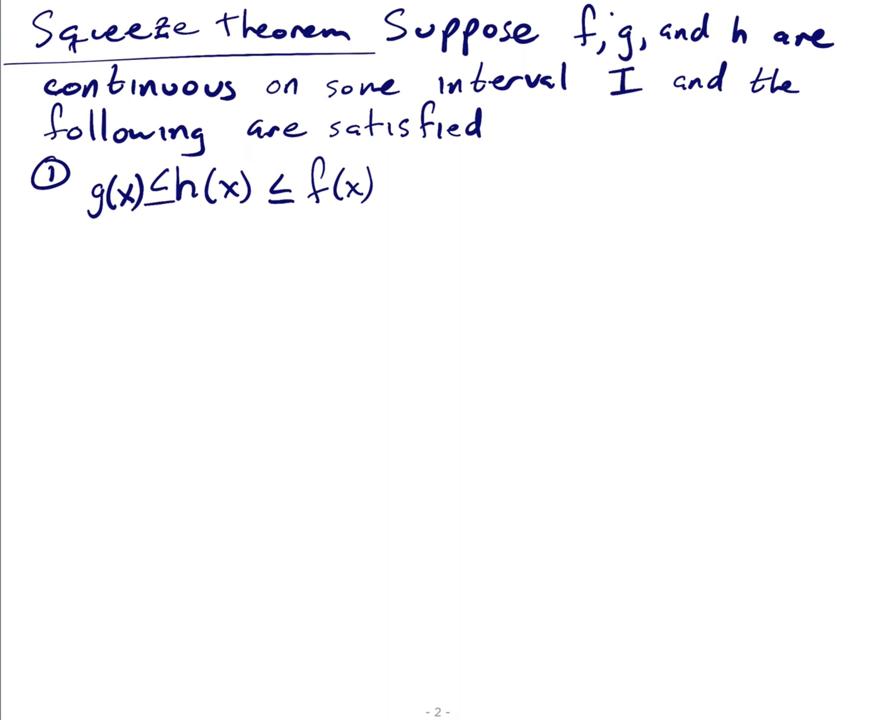 Squeeze theorem Suppose f, g, and h are
continuous on some interval I and the
following are satisfied
① g(x) ≤ h(x) ≤ f(x)
- 2 -